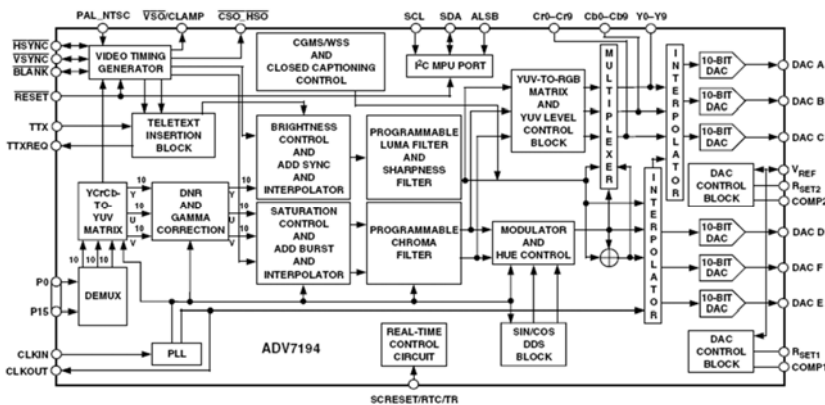 PAL_NTSC
VSO/CLAMP
CSO_HSO
SCL
SDA
ALSB
Cr0–Cr9
Cb0–Cb9
Y0–Y9
HSYNC
VSYNC
BLANK
RESET
TTX
TTXREQ
P0
P15
CLKIN
CLKOUT
VIDEO TIMING
GENERATOR
CGMS/WSS
AND
CLOSED CAPTIONING
CONTROL
I²C MPU PORT
TELETEXT
INSERTION
BLOCK
BRIGHTNESS
CONTROL
AND
ADD SYNC
AND
INTERPOLATOR
PROGRAMMABLE
LUMA FILTER
AND
SHARPNESS
FILTER
YUV-TO-RGB
MATRIX
AND
YUV LEVEL
CONTROL
BLOCK
MULTIPLEXER
INTERPOLATOR
10-BIT
DAC
DAC A
10-BIT
DAC
DAC B
10-BIT
DAC
DAC C
YCrCb-
TO-
YUV
MATRIX
10
Y
10
U
10
V
DNR
AND
GAMMA
CORRECTION
10
Y
10
U
10
V
SATURATION
CONTROL
AND
ADD BURST
AND
INTERPOLATOR
PROGRAMMABLE
CHROMA
FILTER
MODULATOR
AND
HUE CONTROL
INTERPOLATOR
DAC
CONTROL
BLOCK
VREF
RSET2
COMP2
10-BIT
DAC
DAC D
10-BIT
DAC
DAC F
10-BIT
DAC
DAC E
10
10
10
DEMUX
PLL
ADV7194
REAL-TIME
CONTROL
CIRCUIT
SIN/COS
DDS
BLOCK
DAC
CONTROL
BLOCK
RSET1
COMP1
SCRESET/RTC/TR